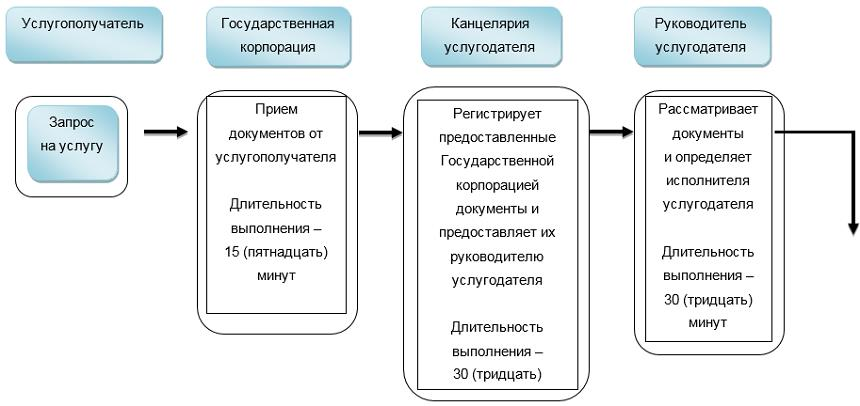 Услугополучатель
Государственная
корпорация
Канцелярия
услугодателя
Руководитель
услугодателя
Запрос
на услугу
Прием
документов от
услугополучателя
Длительность
выполнения –
15 (пятнадцать)
минут
Регистрирует
предоставленные
Государственной
корпорацией
документы и
предоставляет их
руководителю
услугодателя
Длительность
выполнения –
30 (тридцать)
Рассматривает
документы
и определяет
исполнителя
услугодателя
Длительность
выполнения –
30 (тридцать)
минут